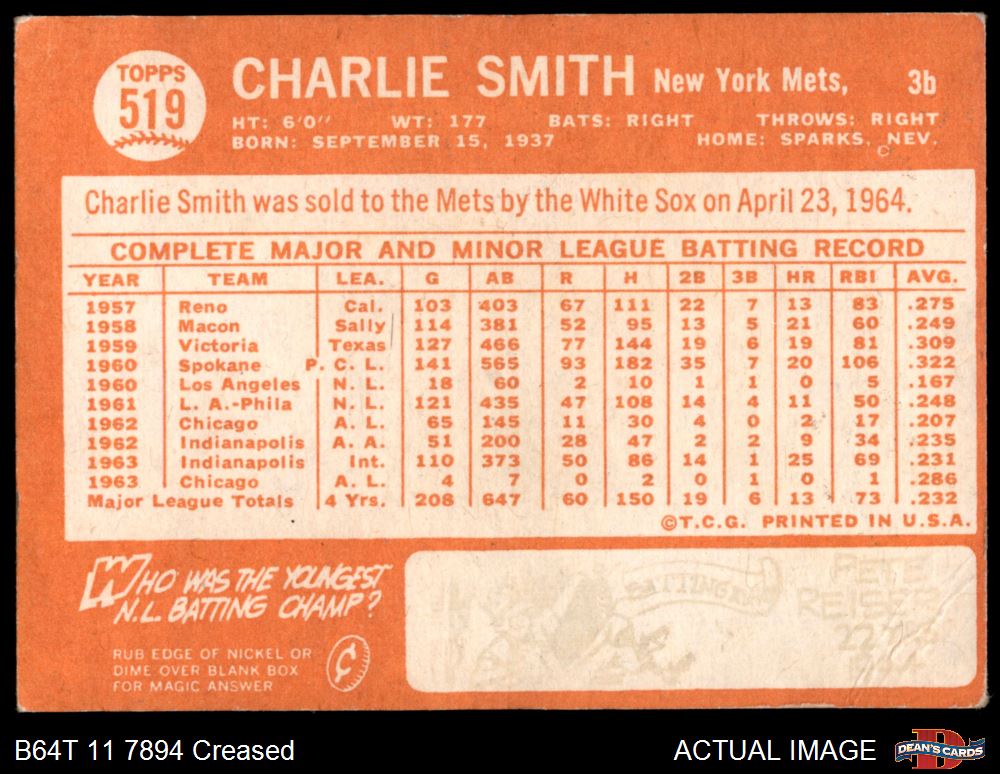 TOPPS
519
CHARLIE SMITH New York Mets, 3b
HT: 6'0" WT: 177 BATS: RIGHT THROWS: RIGHT
BORN: SEPTEMBER 15, 1937 HOME: SPARKS, NEV.
Charlie Smith was sold to the Mets by the White Sox on April 23, 1964.
COMPLETE MAJOR AND MINOR LEAGUE BATTING RECORD
YEAR TEAM LEA. G AB R H 2B 3B HR RBI AVG.
1957 Reno Cal. 103 403 67 111 22 7 13 83 .275
1958 Macon Sally 114 381 52 95 13 5 21 60 .249
1959 Victoria Texas 127 466 77 144 19 6 19 81 .309
1960 Spokane P. C. L. 141 565 93 182 35 7 20 106 .322
1960 Los Angeles N. L. 18 60 2 10 1 1 0 5 .167
1961 L. A.-Phila N. L. 121 435 47 108 14 4 11 50 .248
1962 Chicago A. L. 65 145 11 30 4 0 2 17 .207
1962 Indianapolis A. A. 51 200 28 47 2 2 9 34 .235
1963 Indianapolis Int. 110 373 50 86 14 1 25 69 .231
1963 Chicago A. L. 4 7 0 2 0 1 0 1 .286
Major League Totals 4 Yrs. 208 647 60 150 19 6 13 73 .232
©T.C.G. PRINTED IN U.S.A.
WHO WAS THE YOUNGEST
N.L. BATTING CHAMP?
RUB EDGE OF NICKEL OR
DIME OVER BLANK BOX
FOR MAGIC ANSWER
¢
BATTING
PETE
REISER
B64T 11 7894 Creased
ACTUAL IMAGE
DEAN'S CARDS